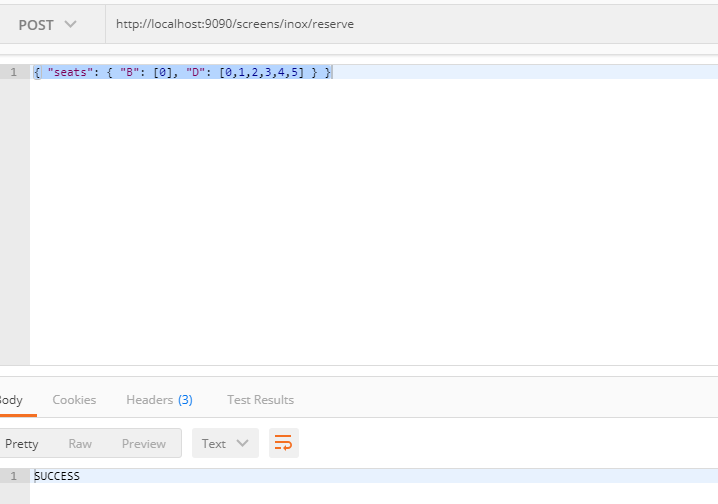 POST
http://localhost:9090/screens/inox/reserve
1 { "seats": { "B": [0], "D": [0,1,2,3,4,5] } }
Body Cookies Headers (3) Test Results
Pretty Raw Preview Text
1 SUCCESS